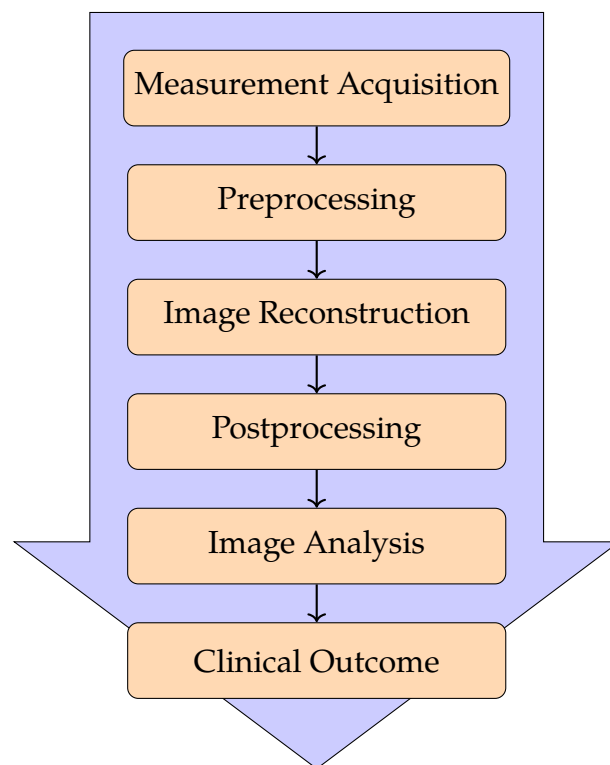 Measurement Acquisition
Preprocessing
Image Reconstruction
Postprocessing
Image Analysis
Clinical Outcome